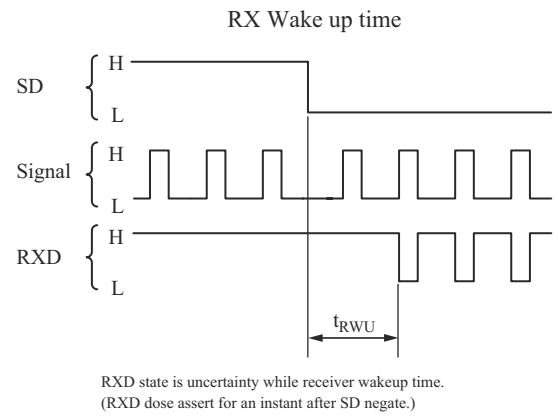 RX Wake up time
SD
H
L
Signal
H
L
RXD
H
L
tRWU
RXD state is uncertainty while receiver wakeup time.
(RXD dose assert for an instant after SD negate.)